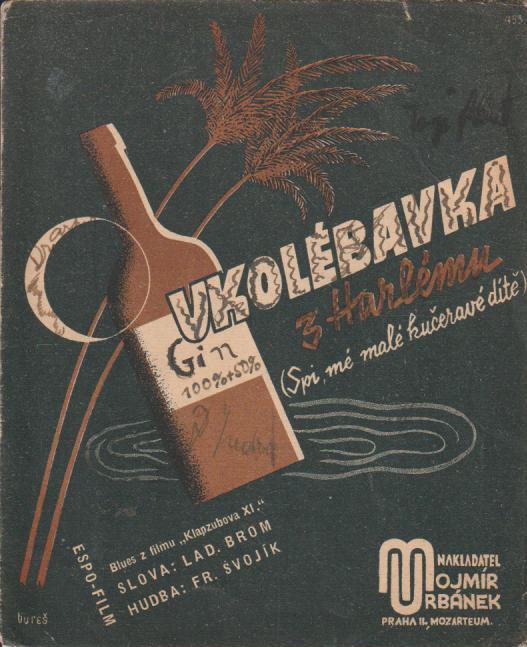 UKOLÉBAVKA
z Harlému
(Spi, mé malé kučeravé dítě)
Gin
100%+50%
Blues z filmu „Klapzubova XI."
SLOVA: LAD. BROM
HUDBA: FR. SVOJÍK
ESPO-FILM
NAKLADATEL
MOJMÍR
URBÁNEK
PRAHA II, MOZARTEUM.
bureš